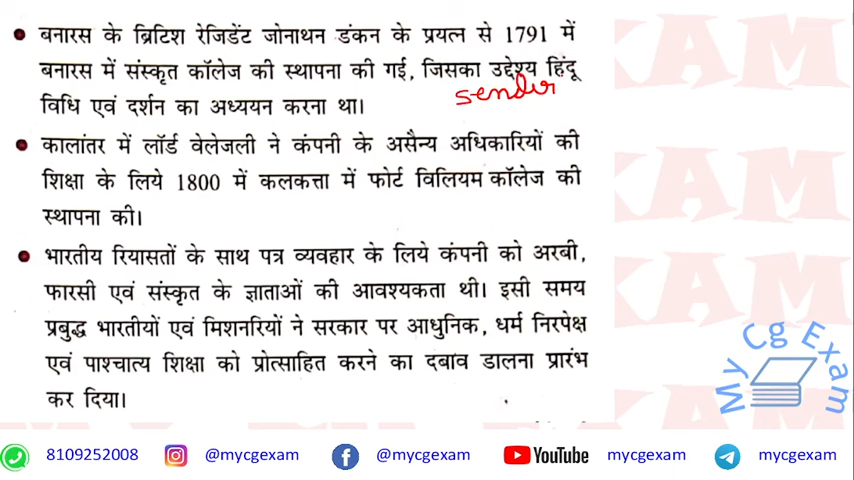 • बनारस के ब्रिटिश रेजिडेंट जोनाथन डंकन के प्रयत्न से 1791 में
बनारस में संस्कृत कॉलेज की स्थापना की गई, जिसका उद्देश्य हिंदू
sender
विधि एवं दर्शन का अध्ययन करना था।
• कालांतर में लॉर्ड वेलेजली ने कंपनी के असैन्य अधिकारियों की
शिक्षा के लिये 1800 में कलकत्ता में फोर्ट विलियम कॉलेज की
स्थापना की।
• भारतीय रियासतों के साथ पत्र व्यवहार के लिये कंपनी को अरबी,
फारसी एवं संस्कृत के ज्ञाताओं की आवश्यकता थी। इसी समय
प्रबुद्ध भारतीयों एवं मिशनरियों ने सरकार पर आधुनिक, धर्म निरपेक्ष
एवं पाश्चात्य शिक्षा को प्रोत्साहित करने का दबाव डालना प्रारंभ
कर दिया।
My Cg Exam
8109252008 @mycgexam @mycgexam YouTube mycgexam mycgexam